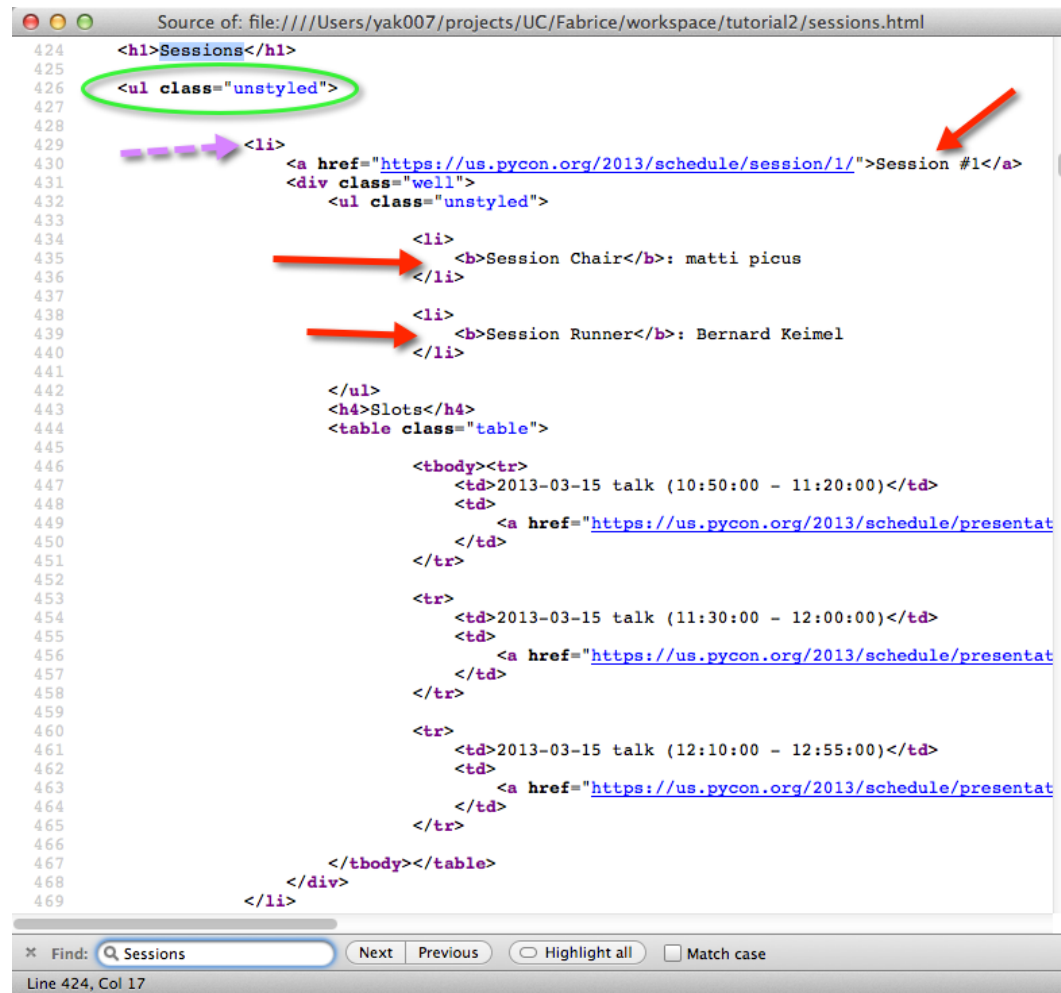 Source of: file:////Users/yak007/projects/UC/Fabrice/workspace/tutorial2/sessions.html
424 <h1>Sessions</h1>
425
426 <ul class="unstyled">
427
428
429 <li>
430 <a href="https://us.pycon.org/2013/schedule/session/1/">Session #1</a>
431 <div class="well">
432 <ul class="unstyled">
433
434 <li>
435 <b>Session Chair</b>: matti picus
436 </li>
437
438 <li>
439 <b>Session Runner</b>: Bernard Keimel
440 </li>
441
442 </ul>
443 <h4>Slots</h4>
444 <table class="table">
445
446 <tbody><tr>
447 <td>2013-03-15 talk (10:50:00 - 11:20:00)</td>
448 <td>
449 <a href="https://us.pycon.org/2013/schedule/presentat
450 </td>
451 </tr>
452
453 <tr>
454 <td>2013-03-15 talk (11:30:00 - 12:00:00)</td>
455 <td>
456 <a href="https://us.pycon.org/2013/schedule/presentat
457 </td>
458 </tr>
459
460 <tr>
461 <td>2013-03-15 talk (12:10:00 - 12:55:00)</td>
462 <td>
463 <a href="https://us.pycon.org/2013/schedule/presentat
464 </td>
465 </tr>
466
467 </tbody></table>
468 </div>
469 </li>
× Find: Sessions Next Previous Highlight all Match case
Line 424, Col 17